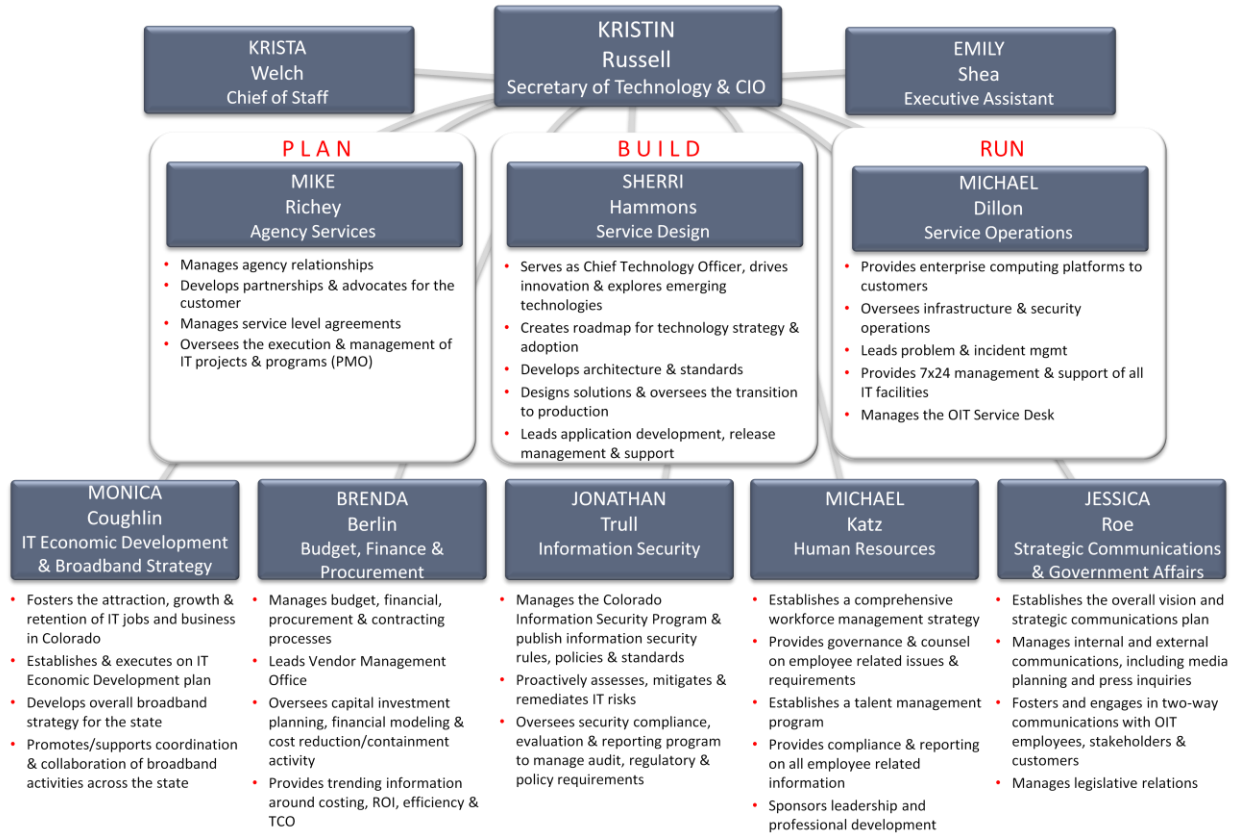 KRISTIN
Russell
Secretary of Technology & CIO
KRISTA
Welch
Chief of Staff
EMILY
Shea
Executive Assistant
P L A N
MIKE
Richey
Agency Services
• Manages agency relationships
• Develops partnerships & advocates for the
customer
• Manages service level agreements
• Oversees the execution & management of
IT projects & programs (PMO)
B U I L D
SHERRI
Hammons
Service Design
• Serves as Chief Technology Officer, drives
innovation & explores emerging
technologies
• Creates roadmap for technology strategy &
adoption
• Develops architecture & standards
• Designs solutions & oversees the transition
to production
• Leads application development, release
management & support
RUN
MICHAEL
Dillon
Service Operations
• Provides enterprise computing platforms to
customers
• Oversees infrastructure & security
operations
• Leads problem & incident mgmt
• Provides 7x24 management & support of all
IT facilities
• Manages the OIT Service Desk
MONICA
Coughlin
IT Economic Development
& Broadband Strategy
• Fosters the attraction, growth &
retention of IT jobs and business
in Colorado
• Establishes & executes on IT
Economic Development plan
• Develops overall broadband
strategy for the state
• Promotes/supports coordination
& collaboration of broadband
activities across the state
BRENDA
Berlin
Budget, Finance &
Procurement
• Manages budget, financial,
procurement & contracting
processes
• Leads Vendor Management
Office
• Oversees capital investment
planning, financial modeling &
cost reduction/containment
activity
• Provides trending information
around costing, ROI, efficiency &
TCO
JONATHAN
Trull
Information Security
• Manages the Colorado
Information Security Program &
publish information security
rules, policies & standards
• Proactively assesses, mitigates &
remediates IT risks
• Oversees security compliance,
evaluation & reporting program
to manage audit, regulatory &
policy requirements
MICHAEL
Katz
Human Resources
• Establishes a comprehensive
workforce management strategy
• Provides governance & counsel
on employee related issues &
requirements
• Establishes a talent management
program
• Provides compliance & reporting
on all employee related
information
• Sponsors leadership and
professional development
JESSICA
Roe
Strategic Communications
& Government Affairs
• Establishes the overall vision and
strategic communications plan
• Manages internal and external
communications, including media
planning and press inquiries
• Fosters and engages in two-way
communications with OIT
employees, stakeholders &
customers
• Manages legislative relations